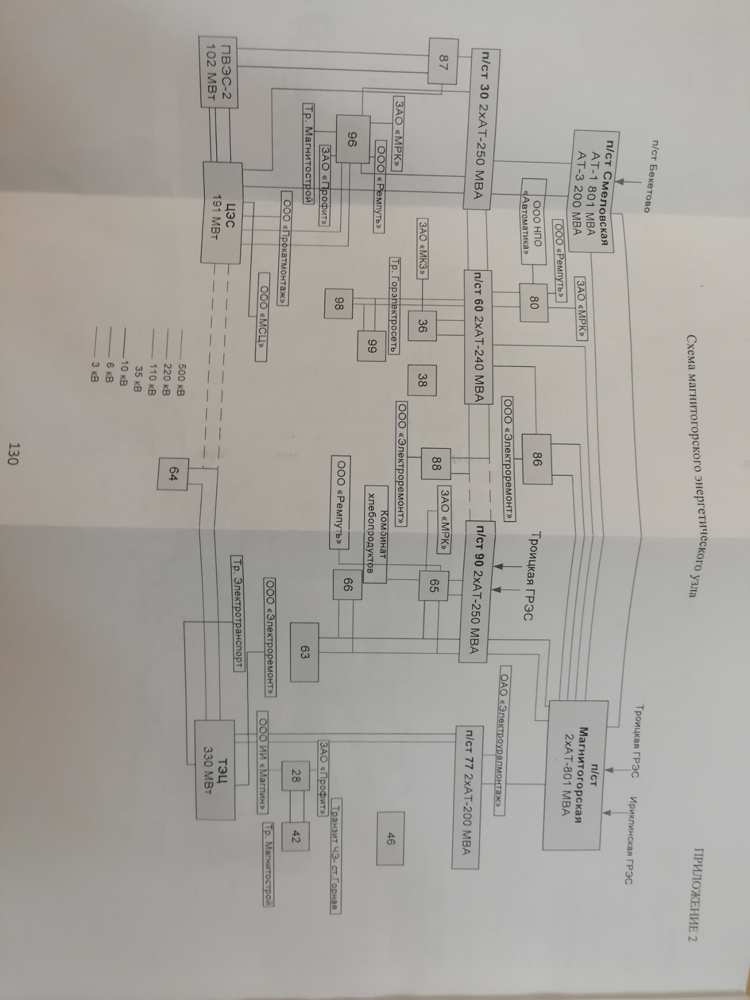 ПРИЛОЖЕНИЕ 2
Схема магнитогорского энергетического узла
п/ст Бекетово
Троицкая ГРЭС
Ириклинская ГРЭС
п/ст Смеловская
АТ-1 801 МВА
АТ-3 200 МВА
п/ст
Магнитогорская
2хАТ-801 МВА
ЗАО «МРК»
ООО «Ремпуть»
ООО НПО
«Автоматика»
80
86
ООО «Электроремонт»
Троицкая ГРЭС
ОАО «Электроуралмонтаж»
п/ст 30 2хАТ-250 МВА
п/ст 60 2хАТ-240 МВА
п/ст 90 2хАТ-250 МВА
п/ст 77 2хАТ-200 МВА
87
ЗАО «МРК»
ООО «Ремпуть»
96
ЗАО «Профит»
Тр. Магнитострой
ЗАО «МКЗ»
36
38
Тр. Горэлектросеть
98
99
88
ООО «Электроремонт»
ЗАО «МРК»
65
Комбинат
хлебопродуктов
66
ООО «Ремпуть»
63
46
Транзит ЧЭ- ст.Горная
ЗАО «Профит»
28
42
ООО «Прокатмонтаж»
ООО «МСЦ»
ООО «Электроремонт»
Тр. Электротранспорт
ООО ИИ «Маглин»
Тр. Магнитострой
ПВЭС-2
102 МВт
ЦЭС
191 МВт
64
ТЭЦ
330 МВт
500 кВ
220 кВ
110 кВ
35 кВ
10 кВ
6 кВ
3 кВ
130